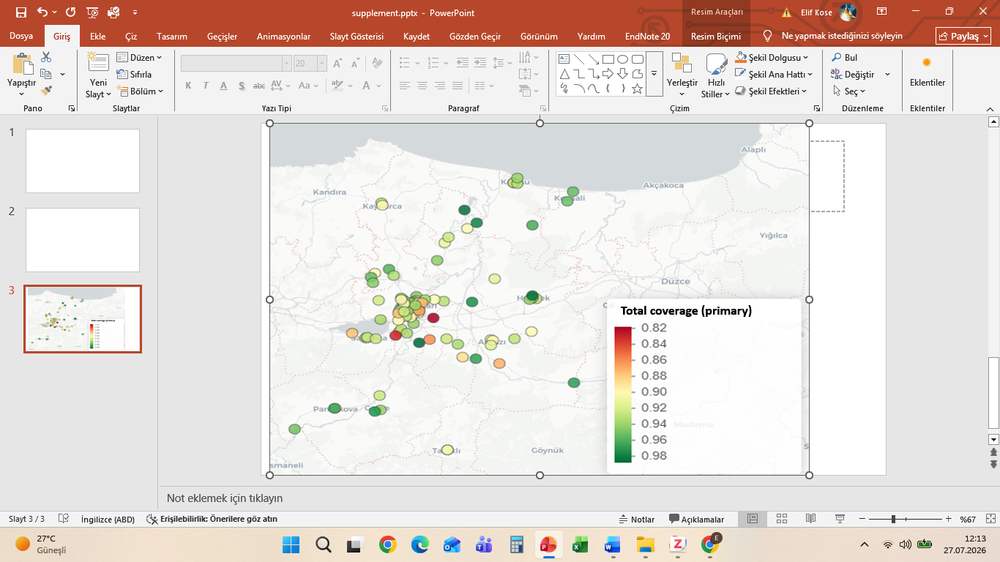 supplement.pptx - PowerPoint
Resim Araçları
Elif Kose
Dosya Giriş Ekle Çiz Tasarım Geçişler Animasyonlar Slayt Gösterisi Kaydet Gözden Geçir Görünüm Yardım EndNote 20 Resim Biçimi Ne yapmak istediğinizi söyleyin Paylaş
Yapıştır
Yeni
Slayt
Düzen
Sıfırla
Bölüm
20
K T A S abc AV Aa A
Yerleştir
Hızlı
Stiller
Şekil Dolgusu
Şekil Ana Hattı
Şekil Efektleri
Bul
Değiştir
Seç
Eklentiler
Pano Slaytlar Yazı Tipi Paragraf Çizim Düzenleme Eklentiler
1
2
3
Alaplı
Akçakoca
Kandıra
Yığılca
Düzce
Mudurnu
Göynük
smaneli
Total coverage (primary)
0.82
0.84
0.86
0.88
0.90
0.92
0.94
0.96
0.98
Not eklemek için tıklayın
Slayt 3 / 3 İngilizce (ABD) Erişilebilirlik: Önerilere göz atın Notlar Açıklamalar %67
27°C
Güneşli
E
12:13
27.07.2026